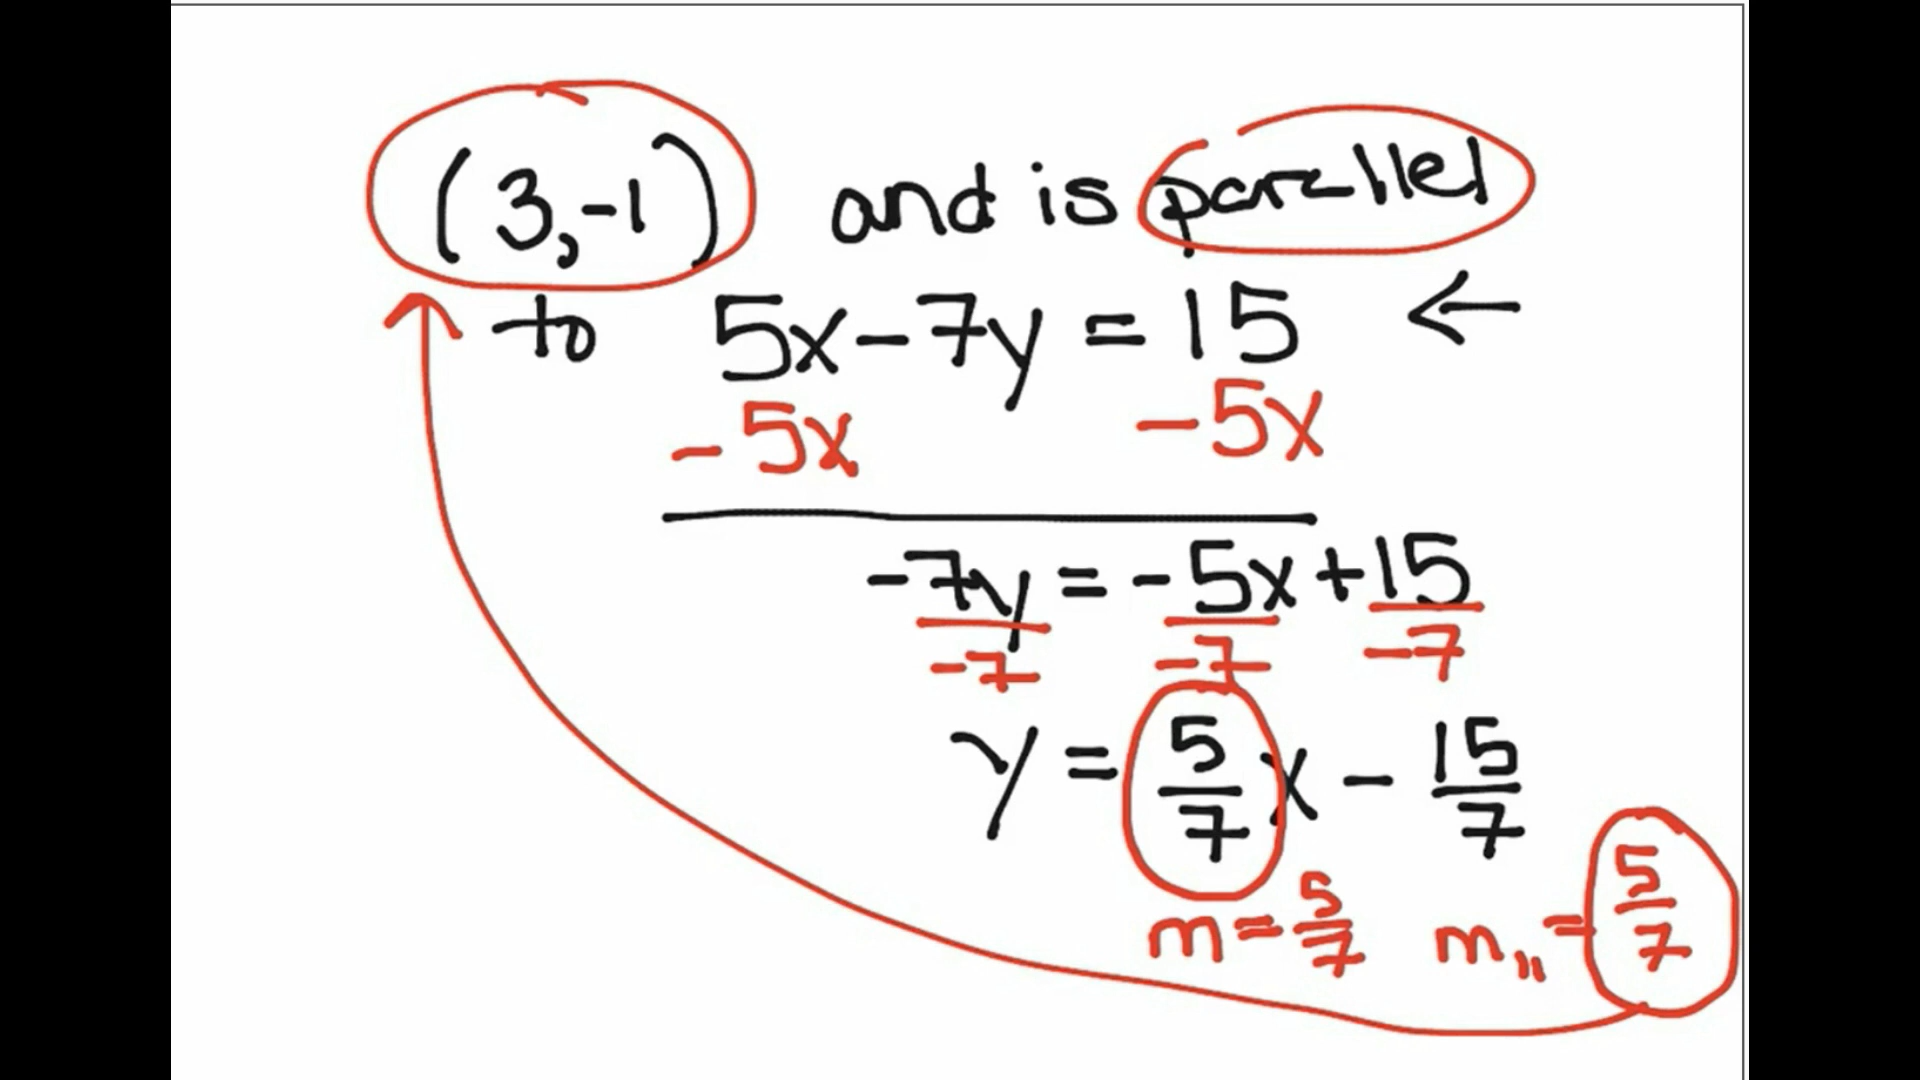 (3,-1) and is parallel
to 5x-7y = 15 ←
-5x -5x
-7y = -5x +15
-7 -7 -7
y = 5/7 x - 15/7
m = 5/7 m,, = 5/7